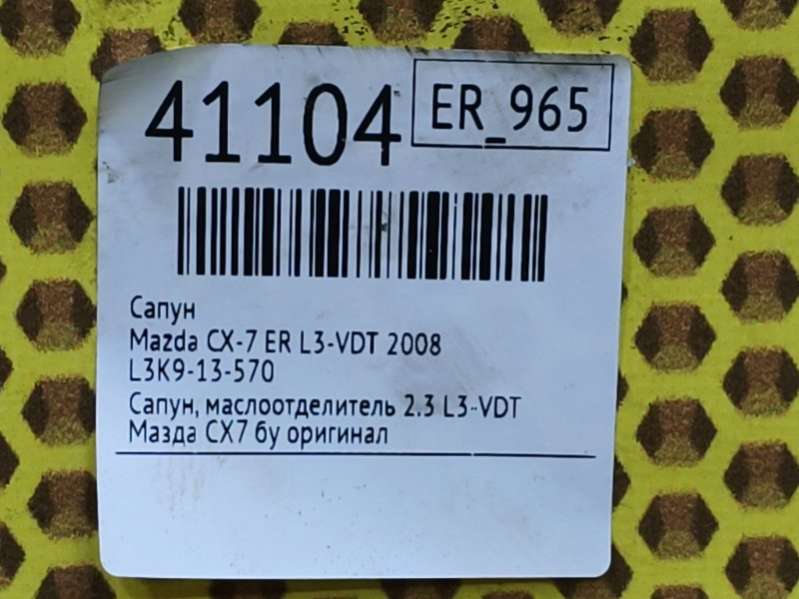 41104
ER_965
Сапун
Mazda CX-7 ER L3-VDT 2008
L3K9-13-570
Сапун, маслоотделитель 2.3 L3-VDT
Мазда CX7 бу оригинал